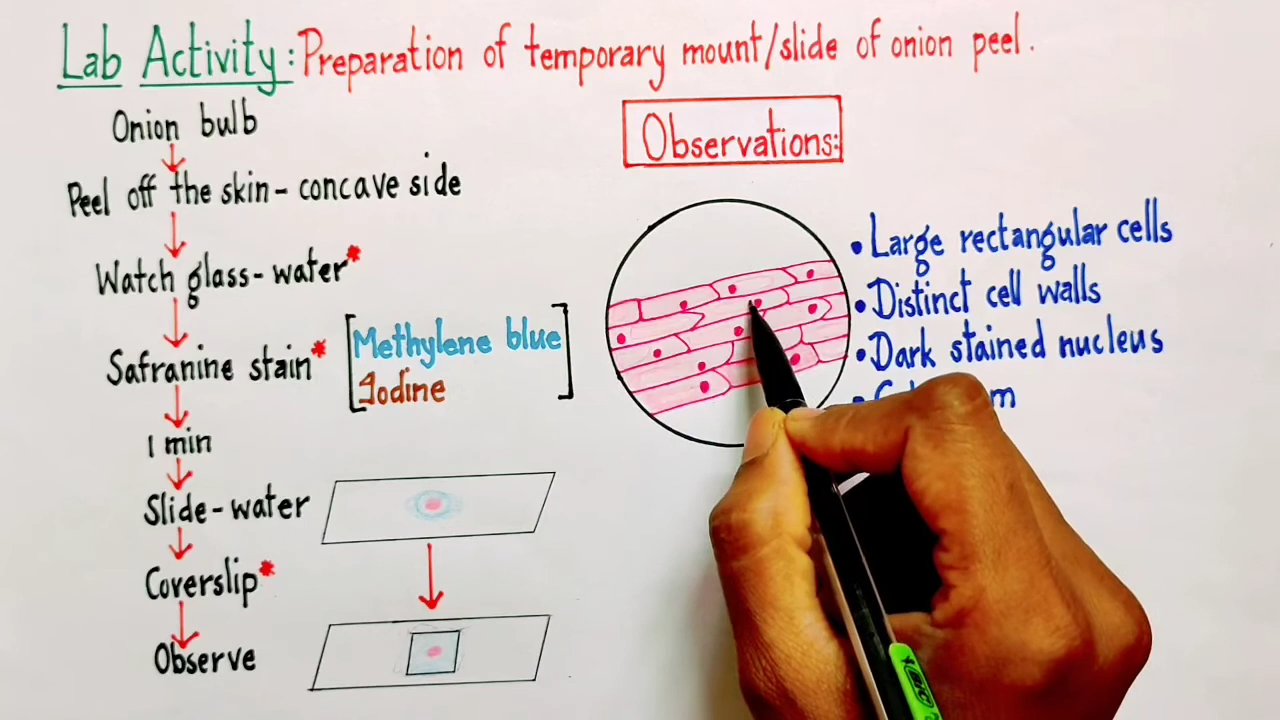 Lab Activity: Preparation of temporary mount/slide of onion peel.
Onion bulb
Peel off the skin - concave side
Watch glass - water*
Safranine stain*
[Methylene blue
Iodine]
1 min
Slide - water
Coverslip*
Observe
Observations:
• Large rectangular cells
• Distinct cell walls
• Dark stained nucleus
•
BIC